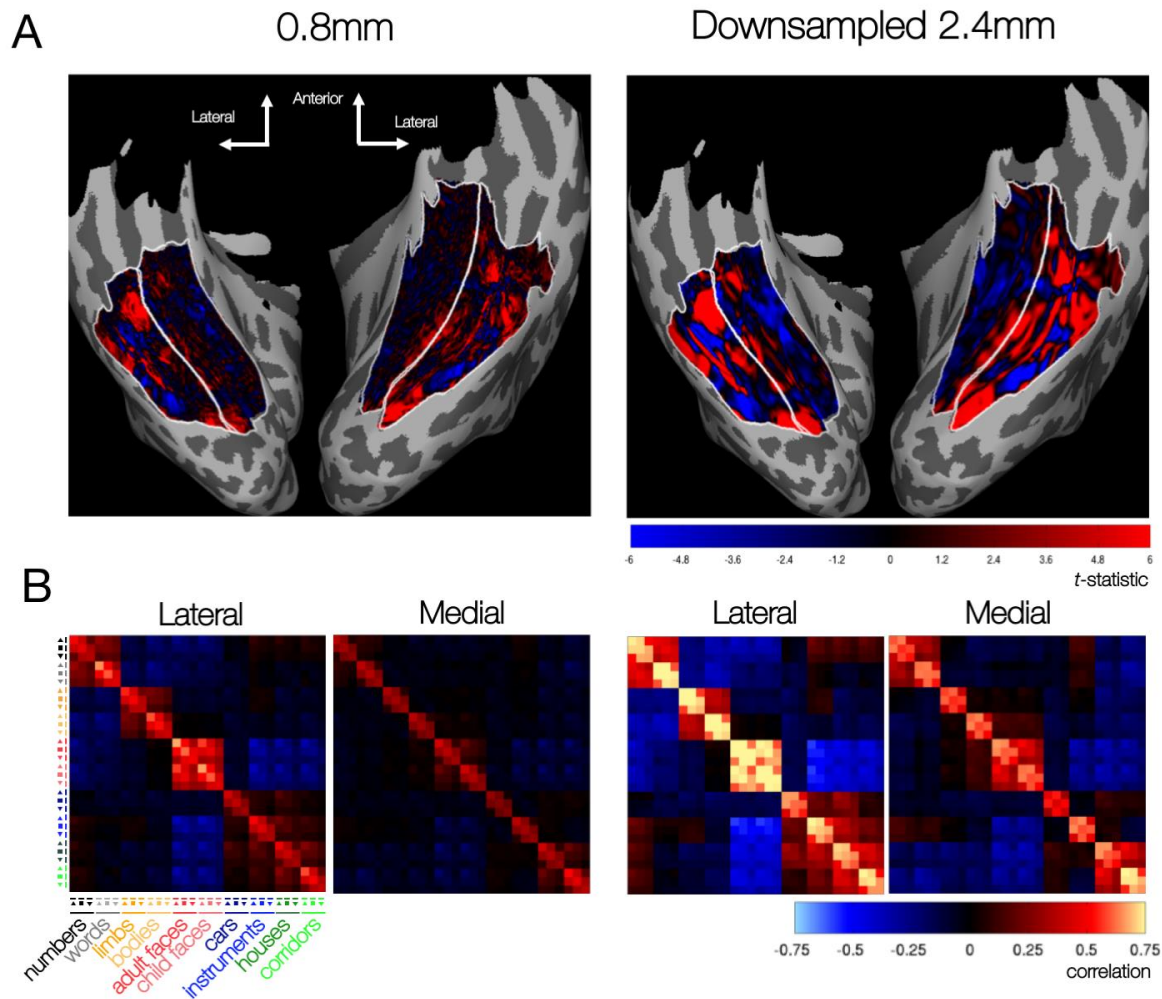 A
0.8mm
Downsampled 2.4mm
Lateral
Anterior
Lateral
-6 -4.8 -3.6 -2.4 -1.2 0 1.2 2.4 3.6 4.8 6
t-statistic
B
Lateral
Medial
Lateral
Medial
numbers
words
limbs
bodies
adult faces
child faces
cars
instruments
houses
corridors
-0.75 -0.5 -0.25 0 0.25 0.5 0.75
correlation